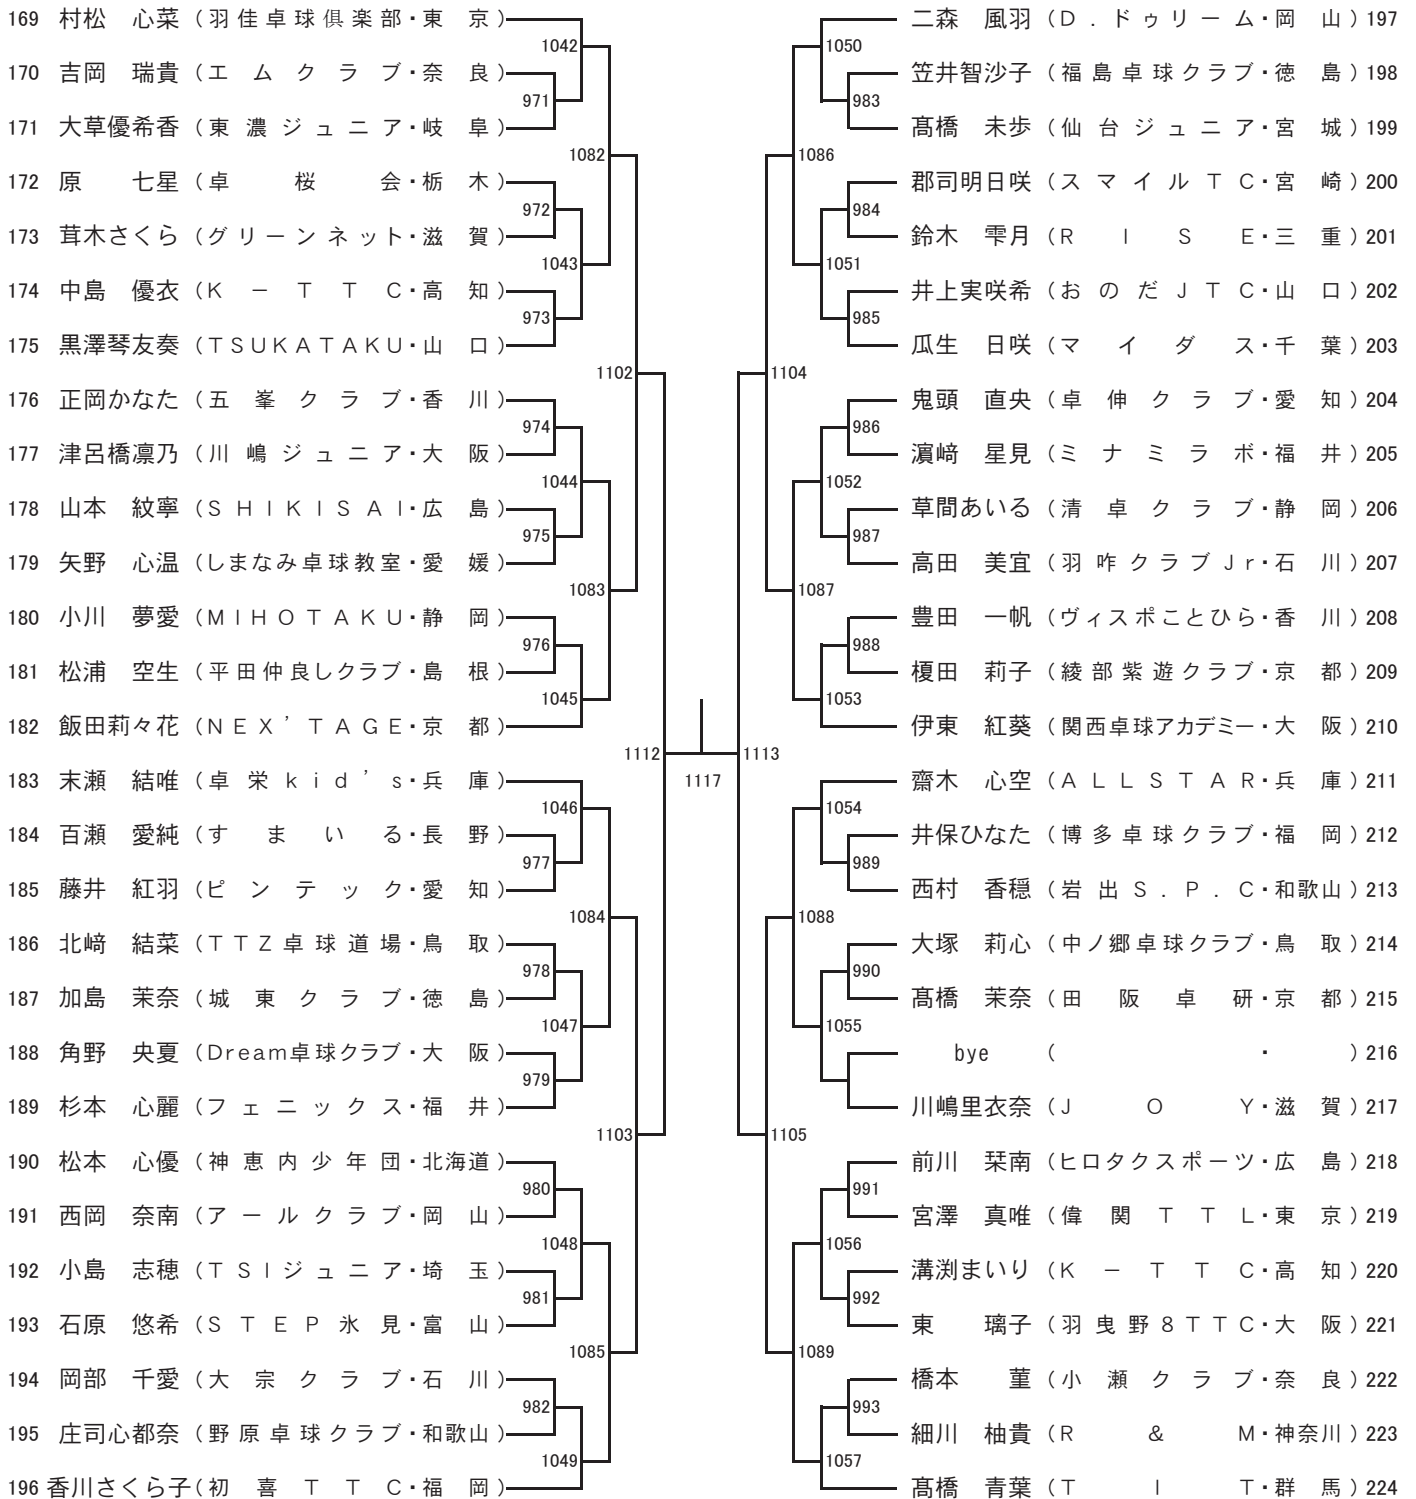 169 村松　心菜 (羽佳卓球倶楽部・東　京)
170 吉岡　瑞貴 (エムクラブ・奈　良)
171 大草優希香 (東濃ジュニア・岐　阜)
172 原　　七星 (卓桜会・栃　木)
173 茸木さくら (グリーンネット・滋　賀)
174 中島　優衣 (K－TTC・高　知)
175 黒澤琴友奏 (TSUKATAKU・山　口)
176 正岡かなた (五峯クラブ・香　川)
177 津呂橋凛乃 (川嶋ジュニア・大　阪)
178 山本　紋寧 (SHIKISAI・広　島)
179 矢野　心温 (しまなみ卓球教室・愛　媛)
180 小川　夢愛 (MIHOTAKU・静　岡)
181 松浦　空生 (平田仲良しクラブ・島　根)
182 飯田莉々花 (NEX'TAGE・京　都)
183 末瀬　結唯 (卓栄kid's・兵　庫)
184 百瀬　愛純 (すまいる・長　野)
185 藤井　紅羽 (ピンテック・愛　知)
186 北﨑　結菜 (TTZ卓球道場・鳥　取)
187 加島　茉奈 (城東クラブ・徳　島)
188 角野　央夏 (Dream卓球クラブ・大　阪)
189 杉本　心麗 (フェニックス・福　井)
190 松本　心優 (神恵内少年団・北海道)
191 西岡　奈南 (アールクラブ・岡　山)
192 小島　志穂 (TSIジュニア・埼　玉)
193 石原　悠希 (STEP氷見・富　山)
194 岡部　千愛 (大宗クラブ・石　川)
195 庄司心都奈 (野原卓球クラブ・和歌山)
196 香川さくら子 (初喜TTC・福　岡)
1042
971
1082
972
1043
973
1102
974
1044
975
1083
976
1045
1112
1046
977
1084
978
1047
979
1103
980
1048
981
1085
982
1049
1117
1113
1050
983
1086
984
1051
985
1104
986
1052
987
1087
988
1053
1054
989
1088
990
1055
1105
991
1056
992
1089
993
1057
二森　風羽 (D．ドゥリーム・岡　山) 197
笠井智沙子 (福島卓球クラブ・徳　島) 198
髙橋　未歩 (仙台ジュニア・宮　城) 199
郡司明日咲 (スマイルTC・宮　崎) 200
鈴木　雫月 (RISE・三　重) 201
井上実咲希 (おのだJTC・山　口) 202
瓜生　日咲 (マイダス・千　葉) 203
鬼頭　直央 (卓伸クラブ・愛　知) 204
濵﨑　星見 (ミナミラボ・福　井) 205
草間あいる (清卓クラブ・静　岡) 206
高田　美宜 (羽咋クラブJr・石　川) 207
豊田　一帆 (ヴィスポことひら・香　川) 208
榎田　莉子 (綾部紫遊クラブ・京　都) 209
伊東　紅葵 (関西卓球アカデミー・大　阪) 210
齋木　心空 (ALLSTAR・兵　庫) 211
井保ひなた (博多卓球クラブ・福　岡) 212
西村　香穏 (岩出S．P．C・和歌山) 213
大塚　莉心 (中ノ郷卓球クラブ・鳥　取) 214
髙橋　茉奈 (田阪卓研・京　都) 215
bye (　・　) 216
川嶋里衣奈 (JOY・滋　賀) 217
前川　栞南 (ヒロタクスポーツ・広　島) 218
宮澤　真唯 (偉関TTL・東　京) 219
溝渕まいり (K－TTC・高　知) 220
東　　璃子 (羽曳野8TTC・大　阪) 221
橋本　　菫 (小瀬クラブ・奈　良) 222
細川　柚貴 (R&M・神奈川) 223
髙橋　青葉 (TIT・群　馬) 224